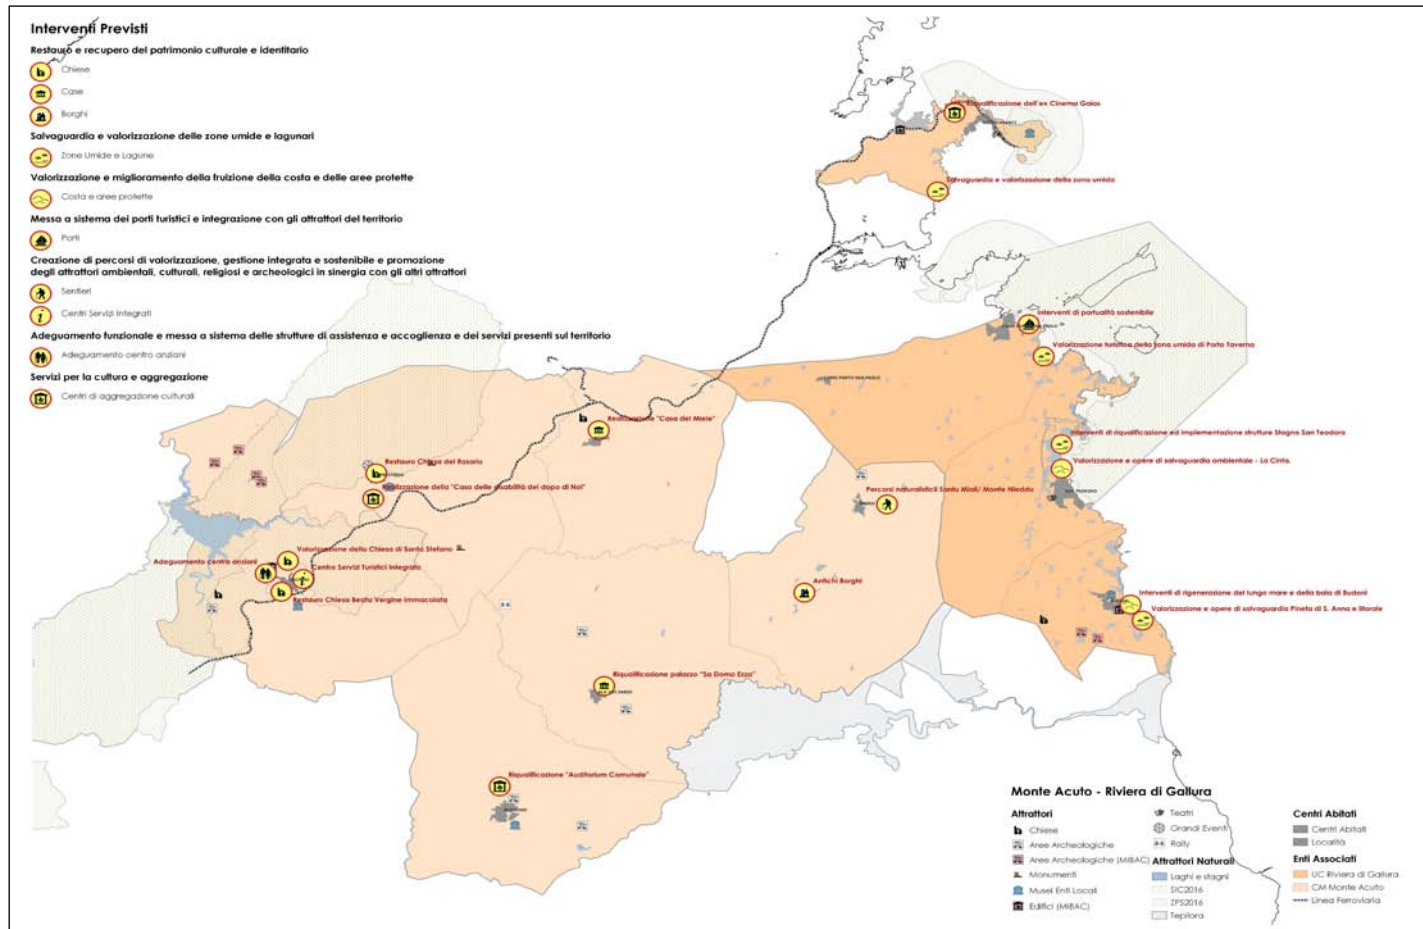 Interventi Previsti
Restauro e recupero del patrimonio culturale e identitario
Chiese
Case
Borghi
Salvaguardia e valorizzazione delle zone umide e lagunari
Zone Umide e Lagune
Valorizzazione e miglioramento della fruizione della costa e delle aree protette
Costa e aree protette
Messa a sistema dei porti turistici e integrazione con gli attrattori del territorio
Porti
Creazione di percorsi di valorizzazione, gestione integrata e sostenibile e promozione
degli attrattori ambientali, culturali, religiosi e archeologici in sinergia con gli altri attrattori
Sentieri
Centri Servizi Integrati
Adeguamento funzionale e messa a sistema delle strutture di assistenza e accoglienza e dei servizi presenti sul territorio
Adeguamento centro anziani
Servizi per la cultura e aggregazione
Centri di aggregazione culturali
Riqualificazione dell'ex Cinema Gaias
Salvaguardia e valorizzazione della zona umida
Interventi di portualità sostenibile
Valorizzazione turistica della zona umida di Porto Taverna
LOIRI PORTO SAN PAOLO
Realizzazione "Casa del Miele"
Interventi di riqualificazione ed implementazione strutture Stagno San Teodoro
Restauro Chiesa del Rosario
Valorizzazione e opere di salvaguardia ambientale - La Cinta.
Realizzazione della "Casa delle disabilità del dopo di Noi"
Percorsi naturalistici Santu Miali/ Monte Nieddu
Valorizzazione della Chiesa di Santo Stefano
Adeguamento centro anziani
Centro Servizi Turistici Integrato
Restauro Chiesa Beata Vergine Immacolata
Antichi Borghi
Interventi di rigenerazione del lungo mare e della baia di Budoni
Valorizzazione e opere di salvaguardia Pineta di S. Anna e litorale
Riqualificazione palazzo "Sa Domo Ezza"
Riqualificazione "Auditorium Comunale"
Monte Acuto - Riviera di Gallura
Attrattori
Chiese
Aree Archeologiche
Aree Archeologiche (MIBAC)
Monumenti
Musei Enti Locali
Edifici (MIBAC)
Teatri
Grandi Eventi
Rally
Attrattori Naturali
Laghi e stagni
SIC2016
ZPS2016
Tepilora
Centri Abitati
Centri Abitati
Località
Enti Associati
UC Riviera di Gallura
CM Monte Acuto
Linea Ferroviaria